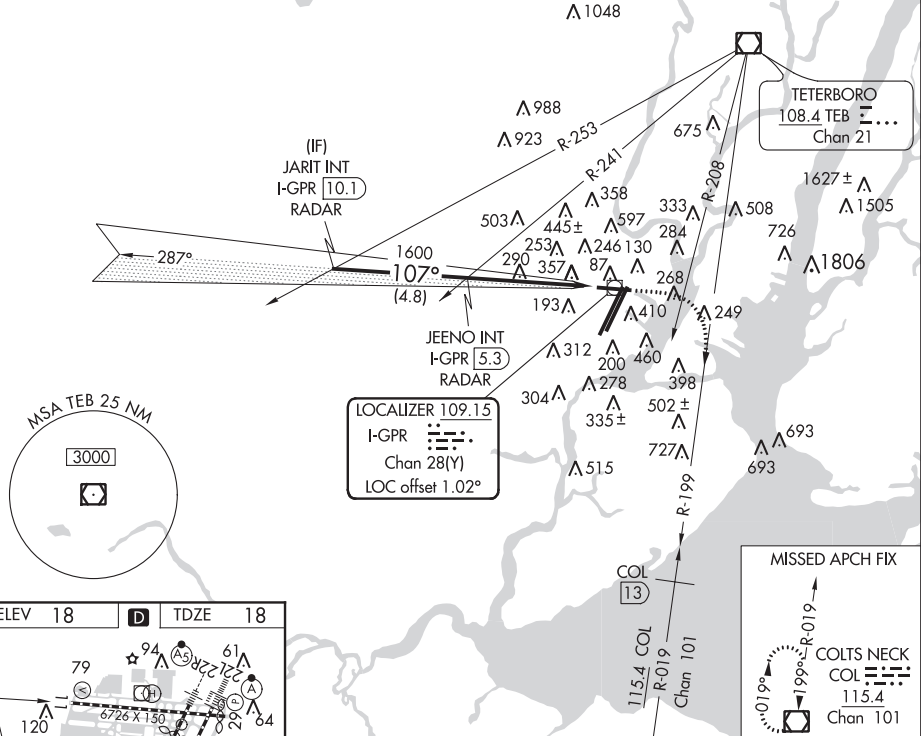 1048
TETERBORO
108.4 TEB
Chan 21
988
923
675
R-253
R-241
R-208
(IF)
JARIT INT
I-GPR 10.1
RADAR
1627 ±
1505
358
503
445±
597
333
508
284
726
1806
253
246
130
287°
1600
107°
(4.8)
290
357
87
268
193
410
249
JEENO INT
I-GPR 5.3
RADAR
312
200
460
398
304
278
335 ±
502 ±
LOCALIZER 109.15
I-GPR
Chan 28(Y)
LOC offset 1.02°
727
693
693
515
R-199
MSA TEB 25 NM
3000
COL
13
115.4 COL
R-019
Chan 101
MISSED APCH FIX
R-019
019°
199°
COLTS NECK
COL
115.4
Chan 101
ELEV 18
D
TDZE 18
79
94
A5
61
22R
22L
A
V
H
P
11
6726 X 150
29
64
120